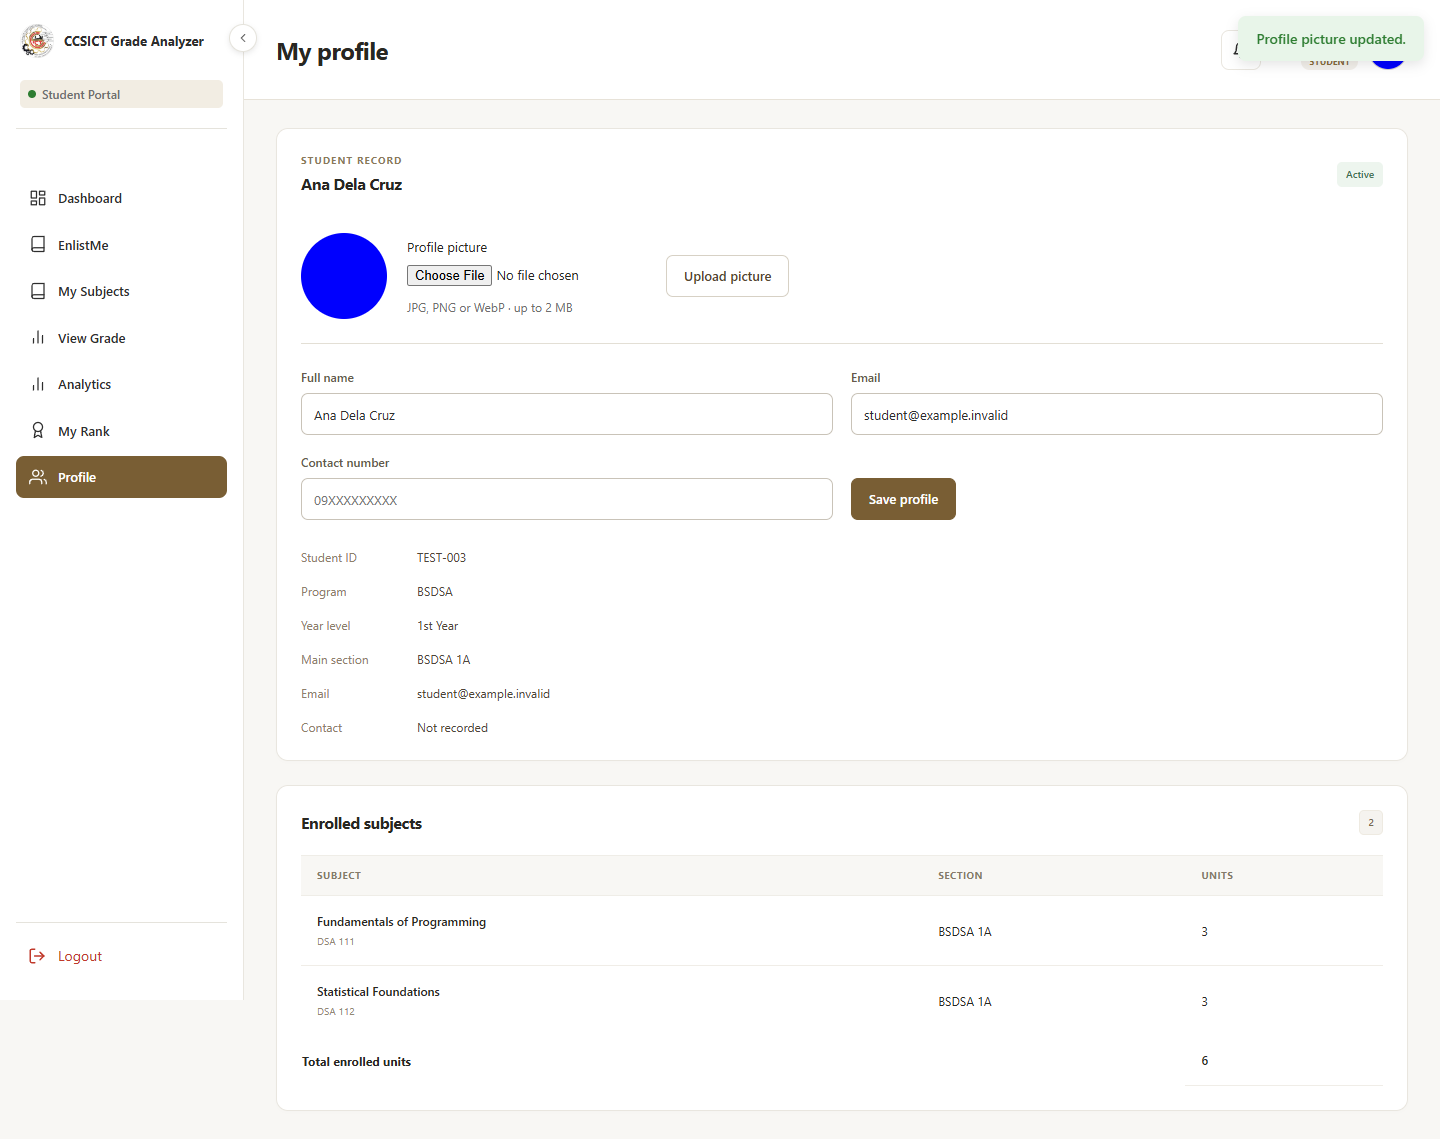 CCSICT Grade Analyzer
Student Portal
Dashboard
EnlistMe
My Subjects
View Grade
Analytics
My Rank
Profile
Logout
My profile
Profile picture updated.
STUDENT
STUDENT RECORD
Ana Dela Cruz
Active
Profile picture
Choose File No file chosen
JPG, PNG or WebP · up to 2 MB
Upload picture
Full name
Ana Dela Cruz
Email
student@example.invalid
Contact number
09XXXXXXXXX
Save profile
Student ID TEST-003
Program BSDSA
Year level 1st Year
Main section BSDSA 1A
Email student@example.invalid
Contact Not recorded
Enrolled subjects
2
SUBJECT SECTION UNITS
Fundamentals of Programming
DSA 111
BSDSA 1A 3
Statistical Foundations
DSA 112
BSDSA 1A 3
Total enrolled units 6